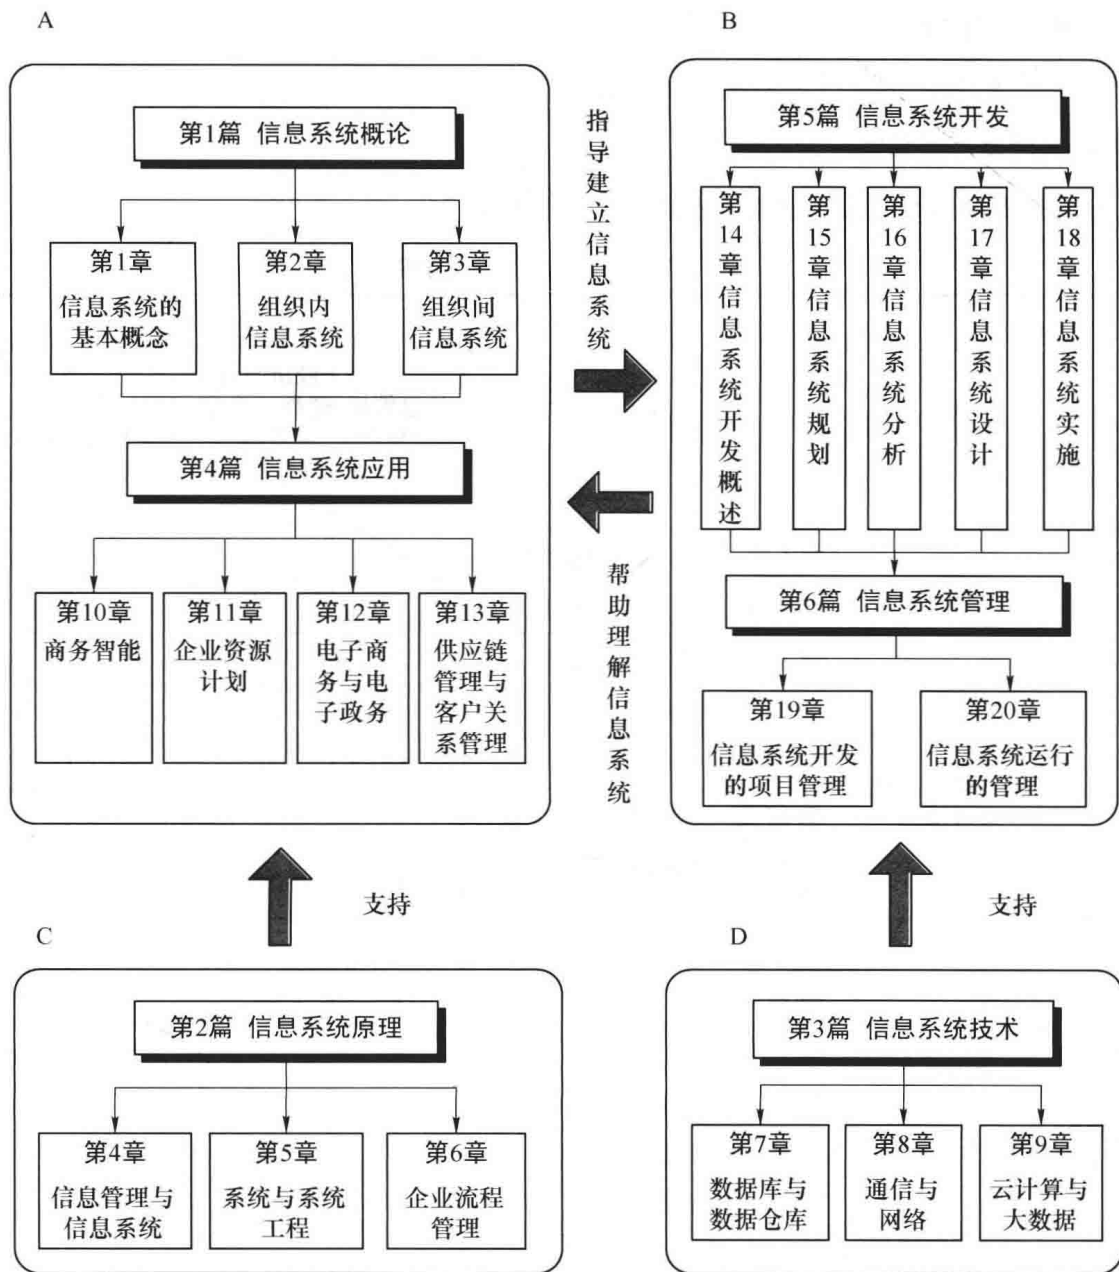 A
第1篇 信息系统概论
第1章
信息系统的
基本概念
第2章
组织内
信息系统
第3章
组织间
信息系统
第4篇 信息系统应用
第10章
商务智能
第11章
企业资源
计划
第12章
电子商
务与电
子政务
第13章
供应链
管理与
客户关
系管理
指导建立信息系统
帮助理解信息系统
B
第5篇 信息系统开发
第14章信息系统开发概述
第15章信息系统规划
第16章信息系统分析
第17章信息系统设计
第18章信息系统实施
第6篇 信息系统管理
第19章
信息系统开发
的项目管理
第20章
信息系统运行
的管理
支持
支持
C
第2篇 信息系统原理
第4章
信息管理与
信息系统
第5章
系统与系统
工程
第6章
企业流程
管理
D
第3篇 信息系统技术
第7章
数据库与
数据仓库
第8章
通信与
网络
第9章
云计算与
大数据